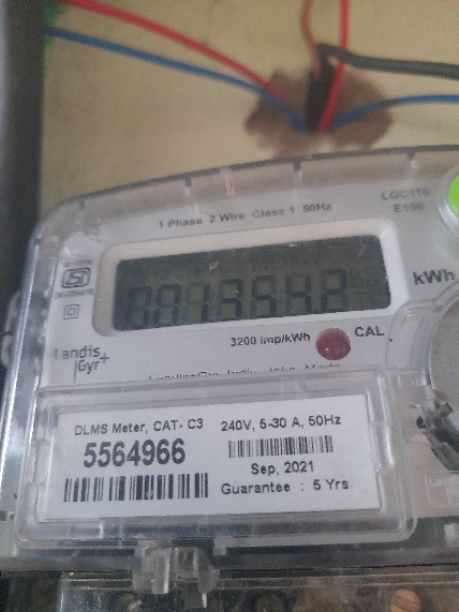 LGC110
E150
1 Phase 2 Wire Class 1 50Hz
kWh
3200 imp/kWh
CAL
Landis
Gyr+
DLMS Meter, CAT- C3
240V, 5-30 A, 50Hz
5564966
Sep, 2021
Guarantee : 5 Yrs